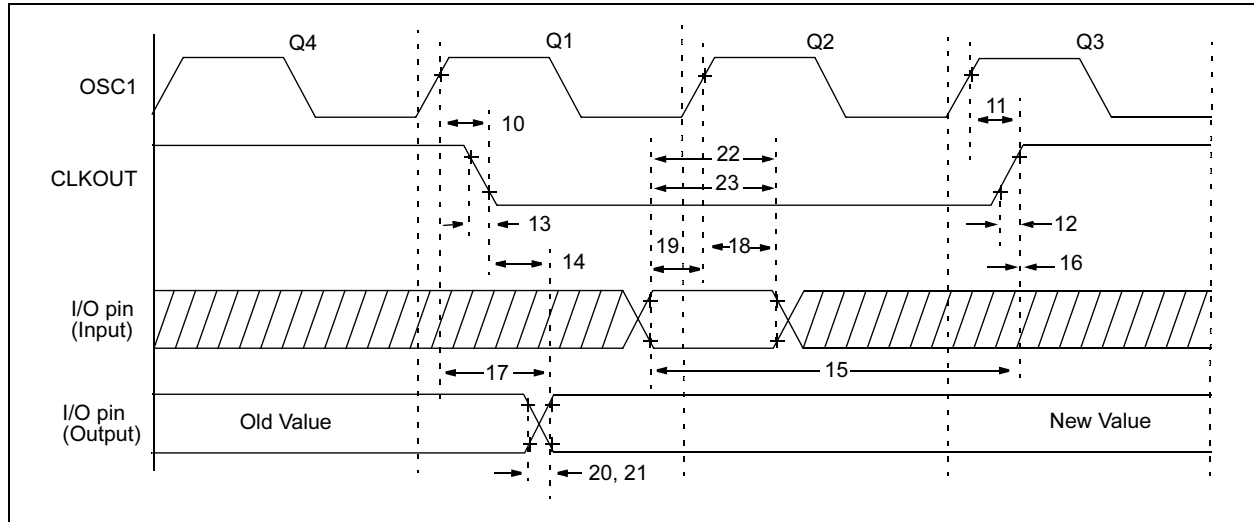 Q4 Q1 Q2 Q3
OSC1
10
11
CLKOUT
22
23
13
12
19
18
14
16
I/O pin
(Input)
17
15
I/O pin
(Output)
Old Value
New Value
20, 21